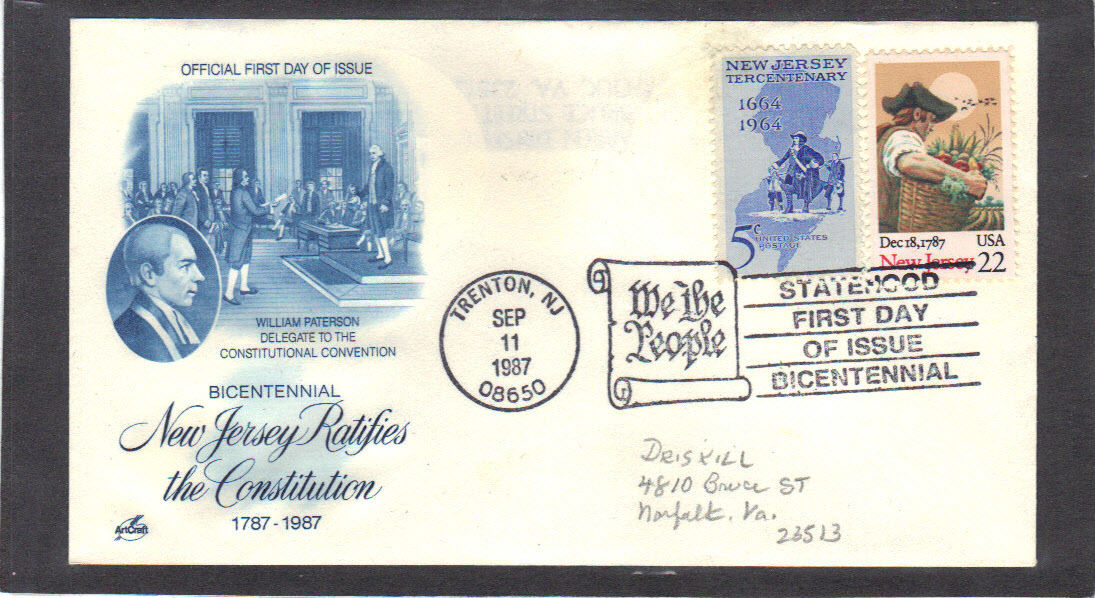 OFFICIAL FIRST DAY OF ISSUE
WILLIAM PATERSON
DELEGATE TO THE
CONSTITUTIONAL CONVENTION
BICENTENNIAL
New Jersey Ratifies
the Constitution
1787-1987
ArtCraft
NEW JERSEY
TERCENTENARY
1664
1964
5c
UNITED STATES
POSTAGE
Dec 18, 1787 USA
New Jersey 22
TRENTON, NJ
SEP
11
1987
08650
We the
People
STATEHOOD
FIRST DAY
OF ISSUE
BICENTENNIAL
DRISKILL
4810 Bruce ST
Norfolk, Va.
23513